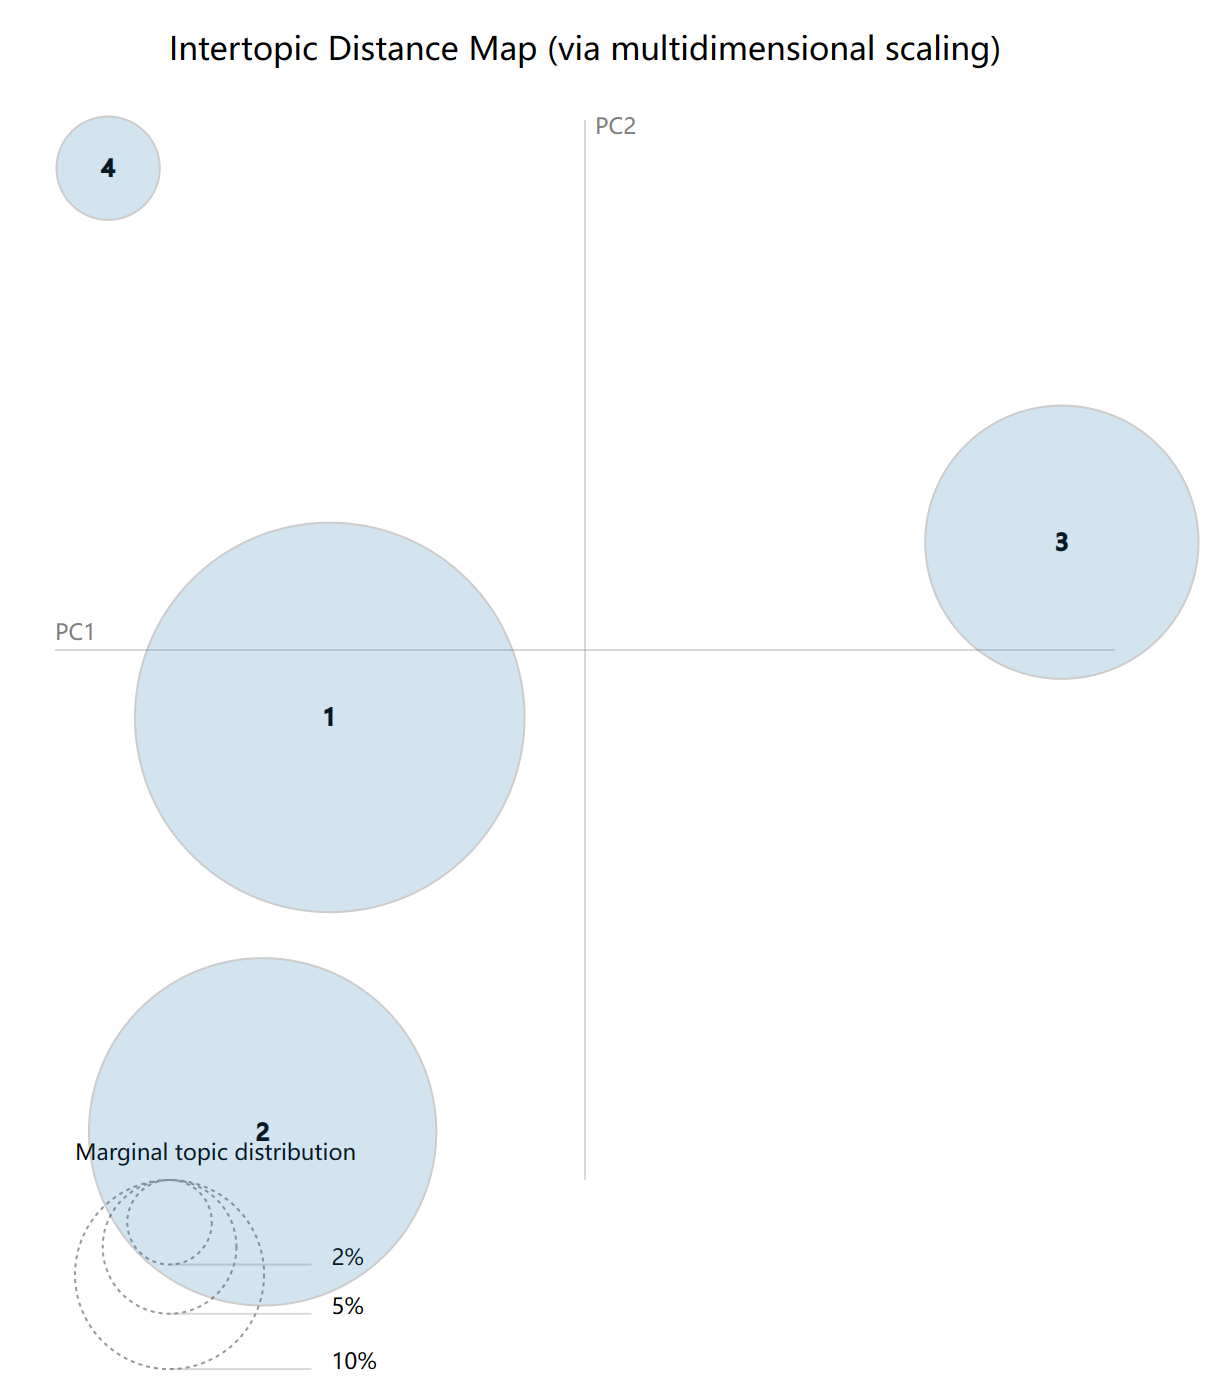 Intertopic Distance Map (via multidimensional scaling)
PC2
4
3
PC1
1
2
Marginal topic distribution
2%
5%
10%